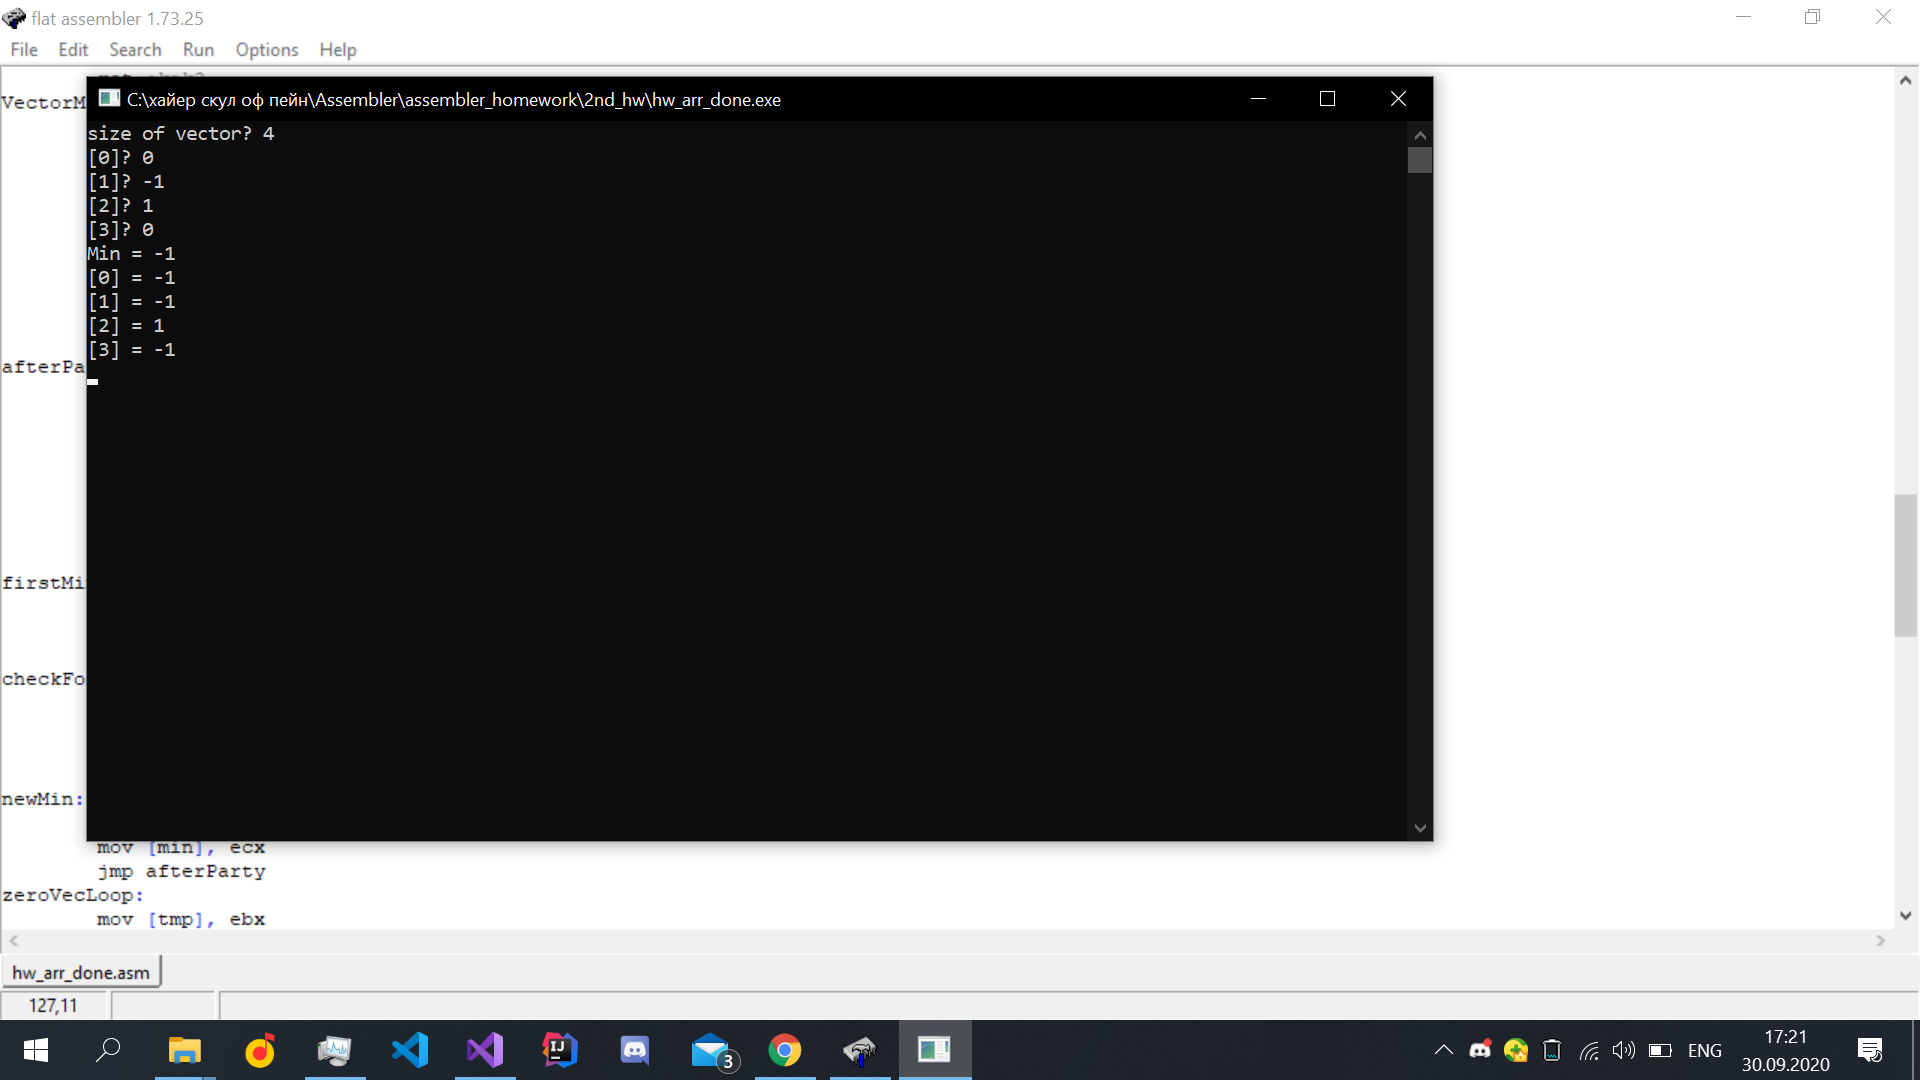 flat assembler 1.73.25
File Edit Search Run Options Help
VectorM
C:\хайер скул оф пейн\Assembler\assembler_homework\2nd_hw\hw_arr_done.exe
size of vector? 4
[0]? 0
[1]? -1
[2]? 1
[3]? 0
Min = -1
[0] = -1
[1] = -1
[2] = 1
[3] = -1
afterPa
firstMi
checkFo
newMin:
mov [min], ecx
jmp afterParty
zeroVecLoop:
mov [tmp], ebx
hw_arr_done.asm
127,11
IJ
3
ENG
17:21
30.09.2020